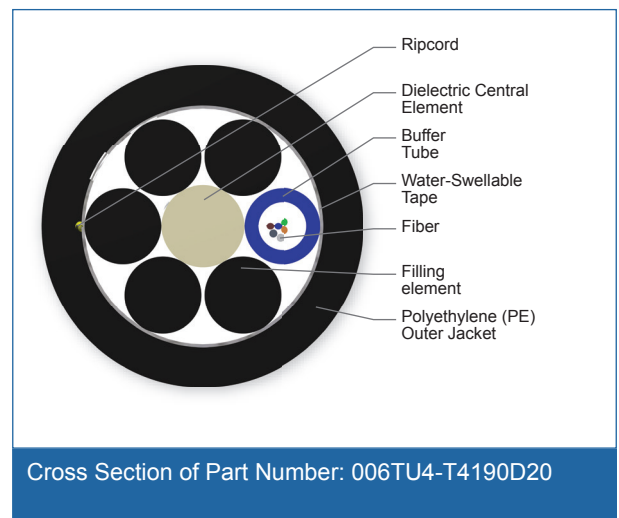 Ripcord
Dielectric Central
Element
Buffer
Tube
Water-Swellable
Tape
Fiber
Filling
element
Polyethylene (PE)
Outer Jacket
Cross Section of Part Number: 006TU4-T4190D20